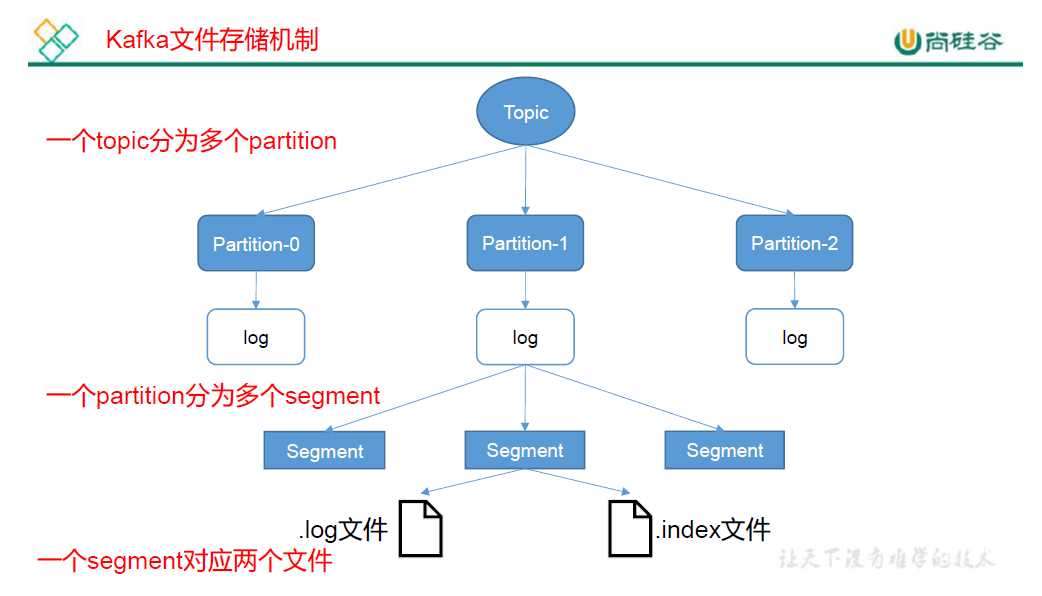 Kafka文件存储机制
尚硅谷
Topic
一个topic分为多个partition
Partition-0
Partition-1
Partition-2
log
log
log
一个partition分为多个segment
Segment
Segment
Segment
.log文件
.index文件
一个segment对应两个文件
让天下没有难学的技术